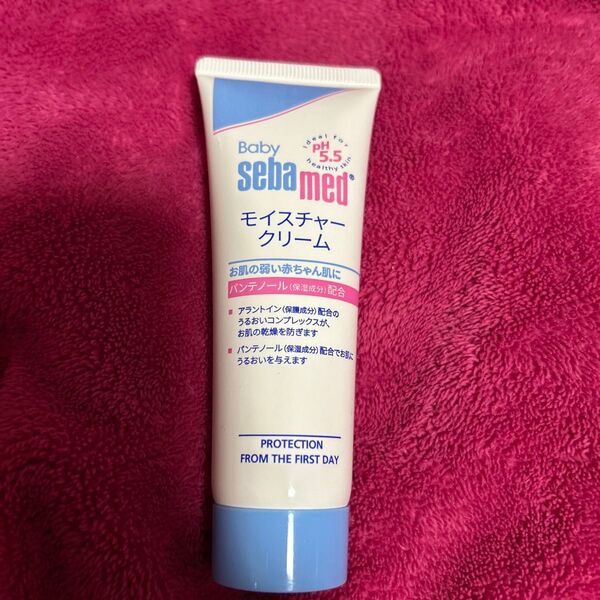 Baby
sebamed®
ideal for
pH
5.5
healthy skin
モイスチャー
クリーム
お肌の弱い赤ちゃん肌に
パンテノール(保湿成分)配合
アラントイン(保護成分)配合の
うるおいコンプレックスが、
お肌の乾燥を防ぎます
パンテノール(保湿成分)配合でお肌に
うるおいを与えます
PROTECTION
FROM THE FIRST DAY